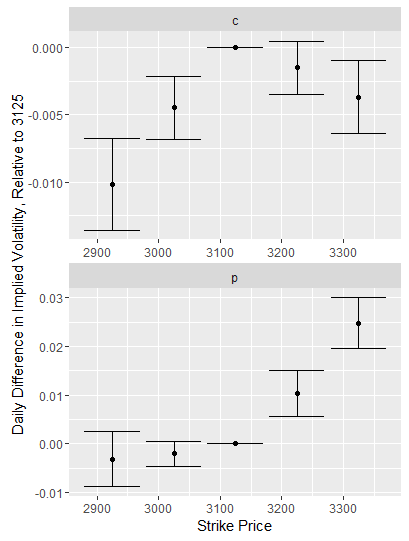 c
0.000
-0.005
-0.010
2900 3000 3100 3200 3300
p
0.03
0.02
0.01
0.00
-0.01
2900 3000 3100 3200 3300
Strike Price
Daily Difference in Implied Volatility, Relative to 3125